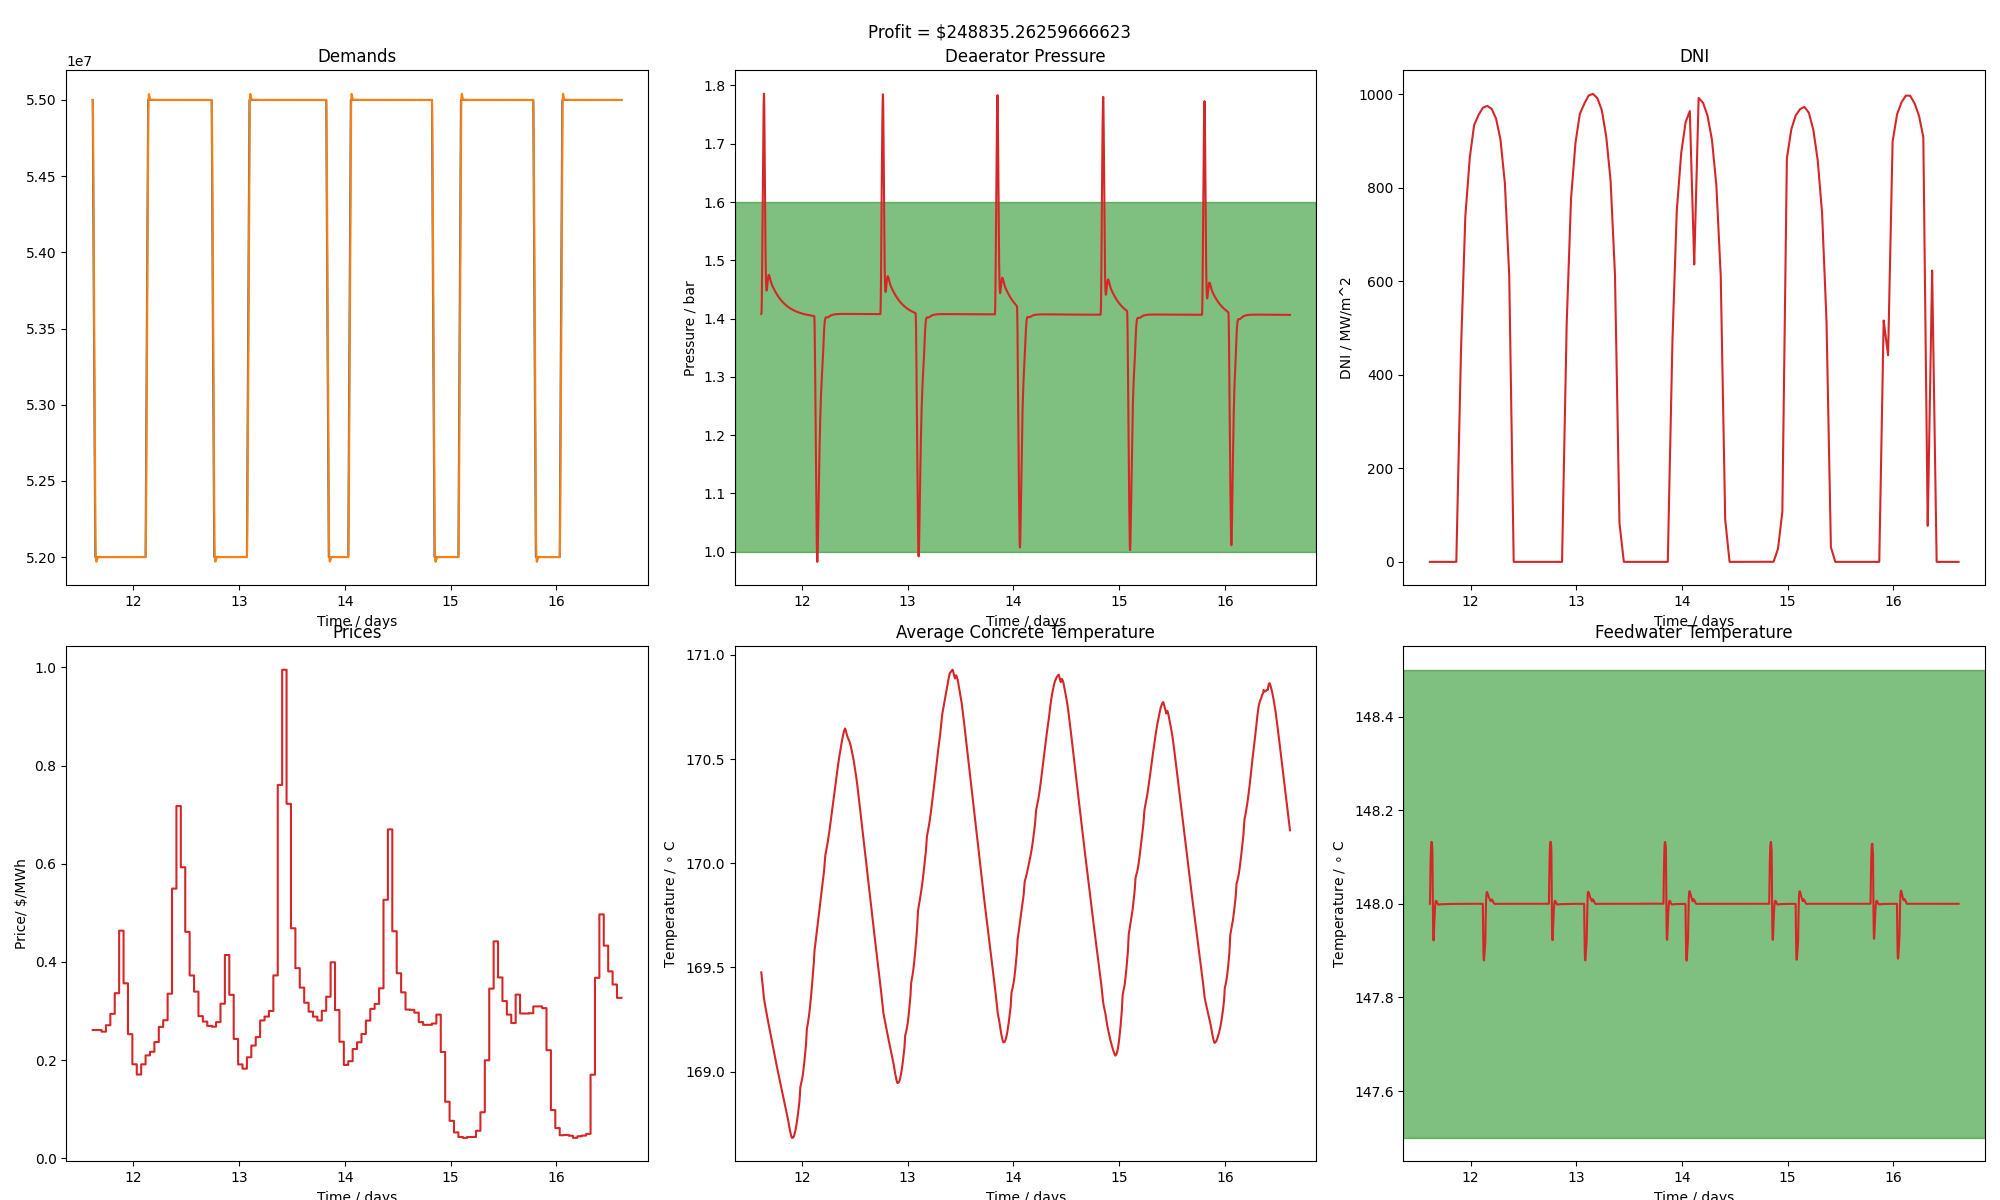 Profit = $248835.26259666623
Demands
1e7
5.50
5.45
5.40
5.35
5.30
5.25
5.20
12 13 14 15 16
Time / days
Deaerator Pressure
Pressure / bar
1.8
1.7
1.6
1.5
1.4
1.3
1.2
1.1
1.0
12 13 14 15 16
Time / days
DNI
DNI / MW/m^2
1000
800
600
400
200
0
12 13 14 15 16
Time / days
Prices
Price/ $/MWh
1.0
0.8
0.6
0.4
0.2
0.0
12 13 14 15 16
Time / days
Average Concrete Temperature
Temperature / ∘ C
171.0
170.5
170.0
169.5
169.0
12 13 14 15 16
Time / days
Feedwater Temperature
Temperature / ∘ C
148.4
148.2
148.0
147.8
147.6
12 13 14 15 16
Time / days